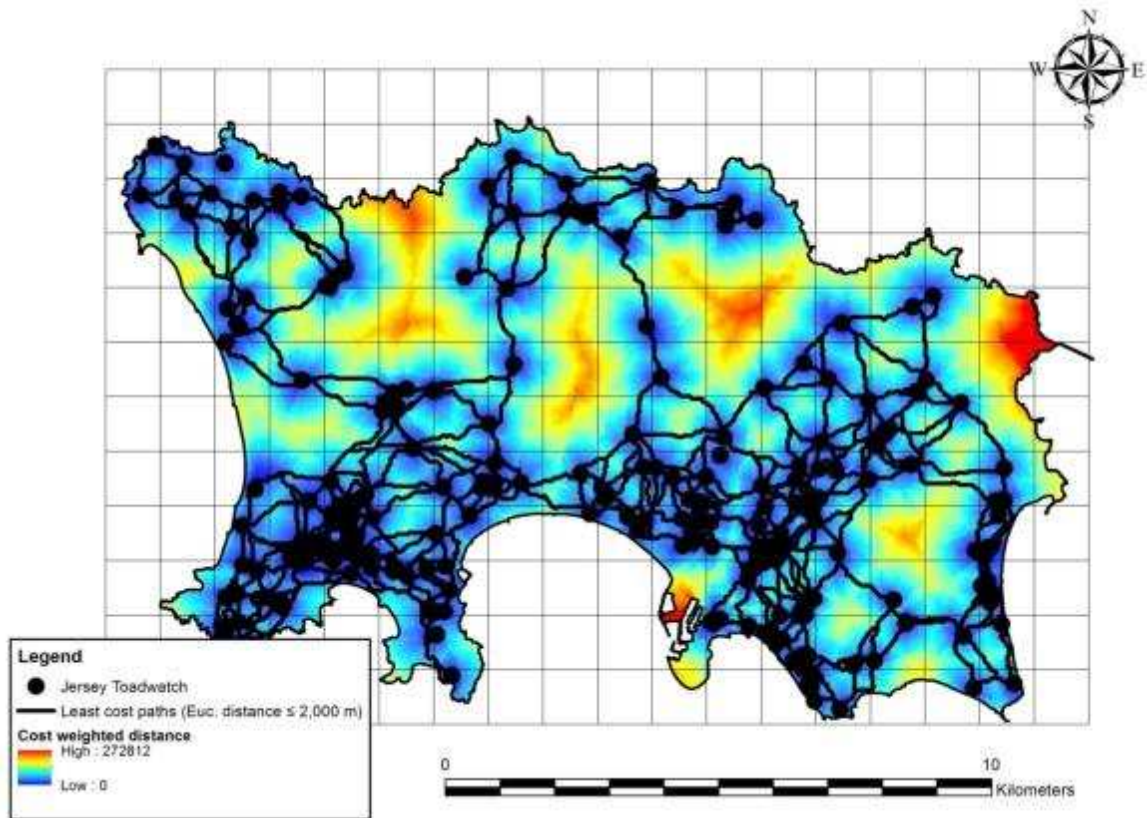 N
W E
S
Legend
Jersey Toadwatch
Least cost paths (Euc. distance ≤ 2,000 m)
Cost weighted distance
High : 272812
Low : 0
0 10
Kilometers